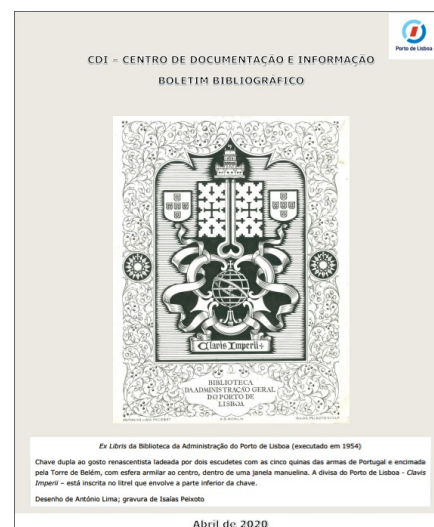 Porto de Lisboa
CDI – CENTRO DE DOCUMENTAÇÃO E INFORMAÇÃO
BOLETIM BIBLIOGRÁFICO
Clavis Imperii
BIBLIOTECA
DA ADMINISTRAÇÃO GERAL
DO PORTO DE
LISBOA
Ex Libris da Biblioteca da Administração do Porto de Lisboa (executado em 1954)
Chave dupla ao gosto renascentista ladeada por dois escudetes com as cinco quinas das armas de Portugal e encimada
pela Torre de Belém, com esfera armilar ao centro, dentro de uma janela manuelina. A divisa do Porto de Lisboa - Clavis
Imperii – está inscrita no litrel que envolve a parte inferior da chave.
Desenho de António Lima; gravura de Isaías Peixoto
Abril de 2020